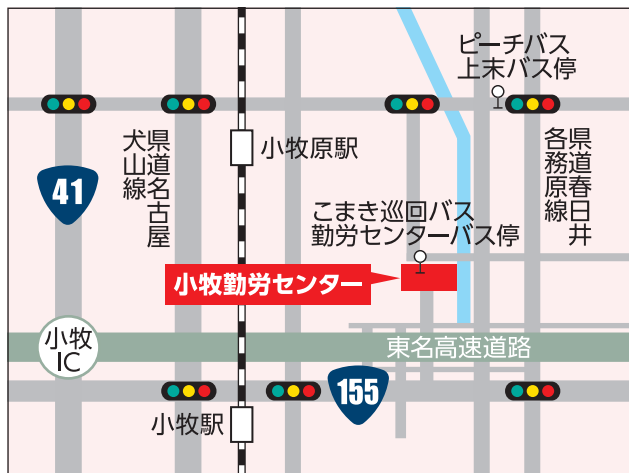 ピーチバス
上末バス停
小牧原駅
県道名古屋
犬山線
県道春日井
各務原線
41
こまき巡回バス
勤労センターバス停
小牧勤労センター
小牧
IC
東名高速道路
155
小牧駅